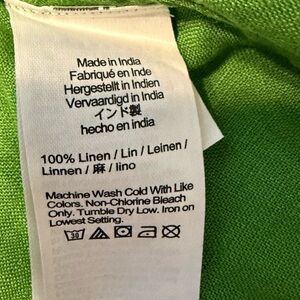 Made in India
Fabriqué en Inde
Hergestellt in Indien
Vervaardigd in India
インド製
hecho en india
100% Linen / Lin / Leinen /
Linnen / 麻 / lino
Machine Wash Cold With Like
Colors. Non-Chlorine Bleach
Only. Tumble Dry Low. Iron on
Lowest Setting.
30